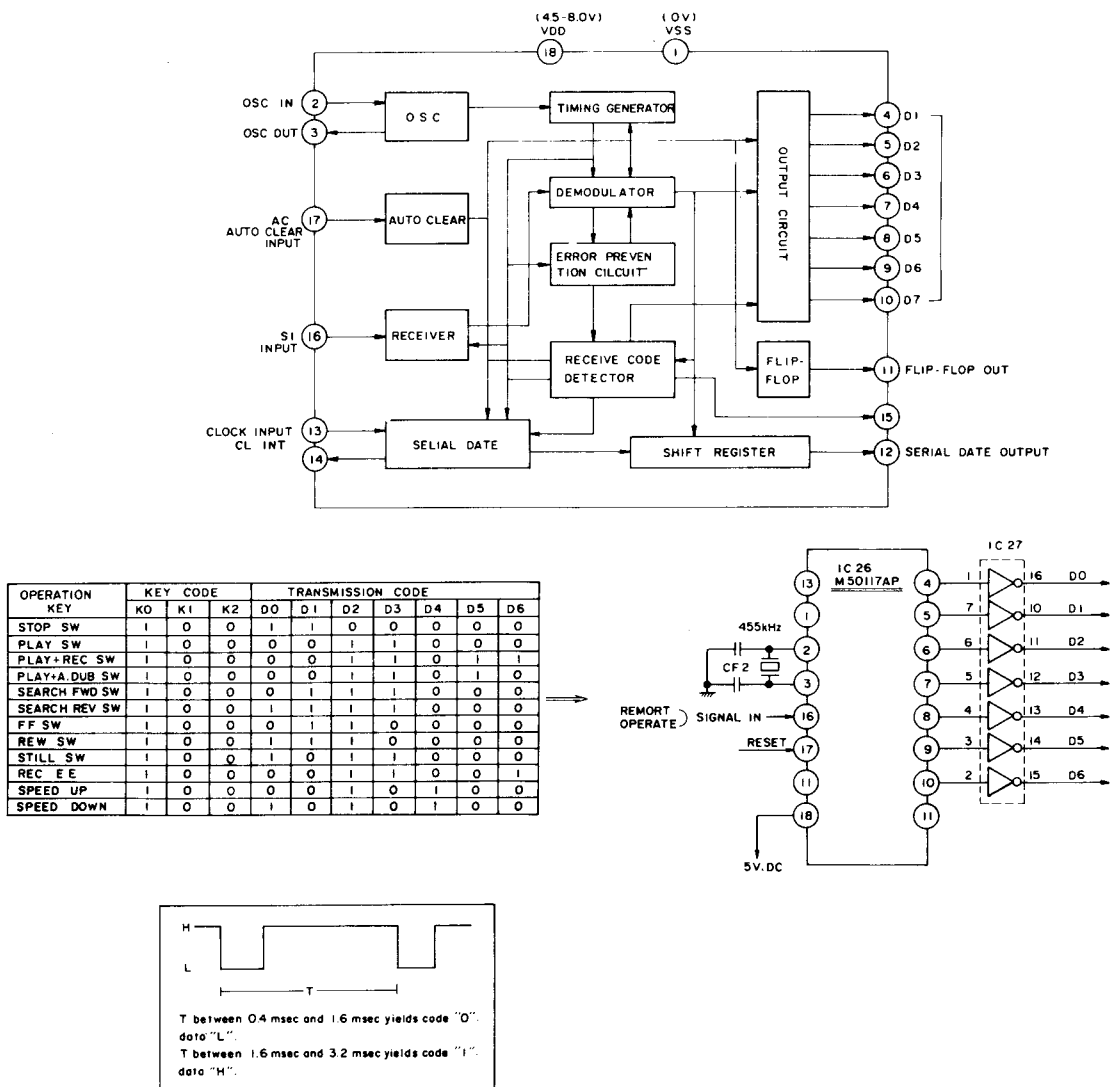 (4.5-8.0V) (0V)
VDD VSS
18 1
OSC IN 2
OSC OUT 3
OSC
TIMING GENERATOR
AC 17
AUTO CLEAR
INPUT
AUTO CLEAR
DEMODULATOR
ERROR PREVEN
TION CILCUIT
SI 16
INPUT
RECEIVER
RECEIVE CODE
DETECTOR
CLOCK INPUT 13
CL INT
14
SELIAL DATE
SHIFT REGISTER
OUTPUT CIRCUIT
FLIP-
FLOP
4 D1
5 D2
6 D3
7 D4
8 D5
9 D6
10 D7
11 FLIP-FLOP OUT
15
12 SERIAL DATE OUTPUT
OPERATION KEY CODE TRANSMISSION CODE
KEY K0 K1 K2 D0 D1 D2 D3 D4 D5 D6
STOP SW 1 0 0 1 1 0 0 0 0 0
PLAY SW 1 0 0 0 0 1 1 0 0 0
PLAY+REC SW 1 0 0 0 0 1 1 0 1 1
PLAY+A.DUB SW 1 0 0 0 0 1 1 0 1 0
SEARCH FWD SW 1 0 0 0 1 1 1 0 0 0
SEARCH REV SW 1 0 0 1 1 1 1 0 0 0
FF SW 1 0 0 0 1 1 0 0 0 0
REW SW 1 0 0 1 1 1 0 0 0 0
STILL SW 1 0 0 1 0 1 1 0 0 0
REC EE 1 0 0 0 0 1 1 0 0 1
SPEED UP 1 0 0 0 0 1 0 1 0 0
SPEED DOWN 1 0 0 1 0 1 0 1 0 0
IC 26
M50117AP
IC 27
13
1
455kHz
2
CF2
3
REMORT
OPERATE
SIGNAL IN 16
RESET 17
11
18
5V.DC
4 1 16 D0
5 7 10 D1
6 6 11 D2
7 5 12 D3
8 4 13 D4
9 3 14 D5
10 2 15 D6
11
H
L
T
T between 0.4 msec and 1.6 msec yields code "0".
data "L".
T between 1.6 msec and 3.2 msec yields code "1".
data "H".